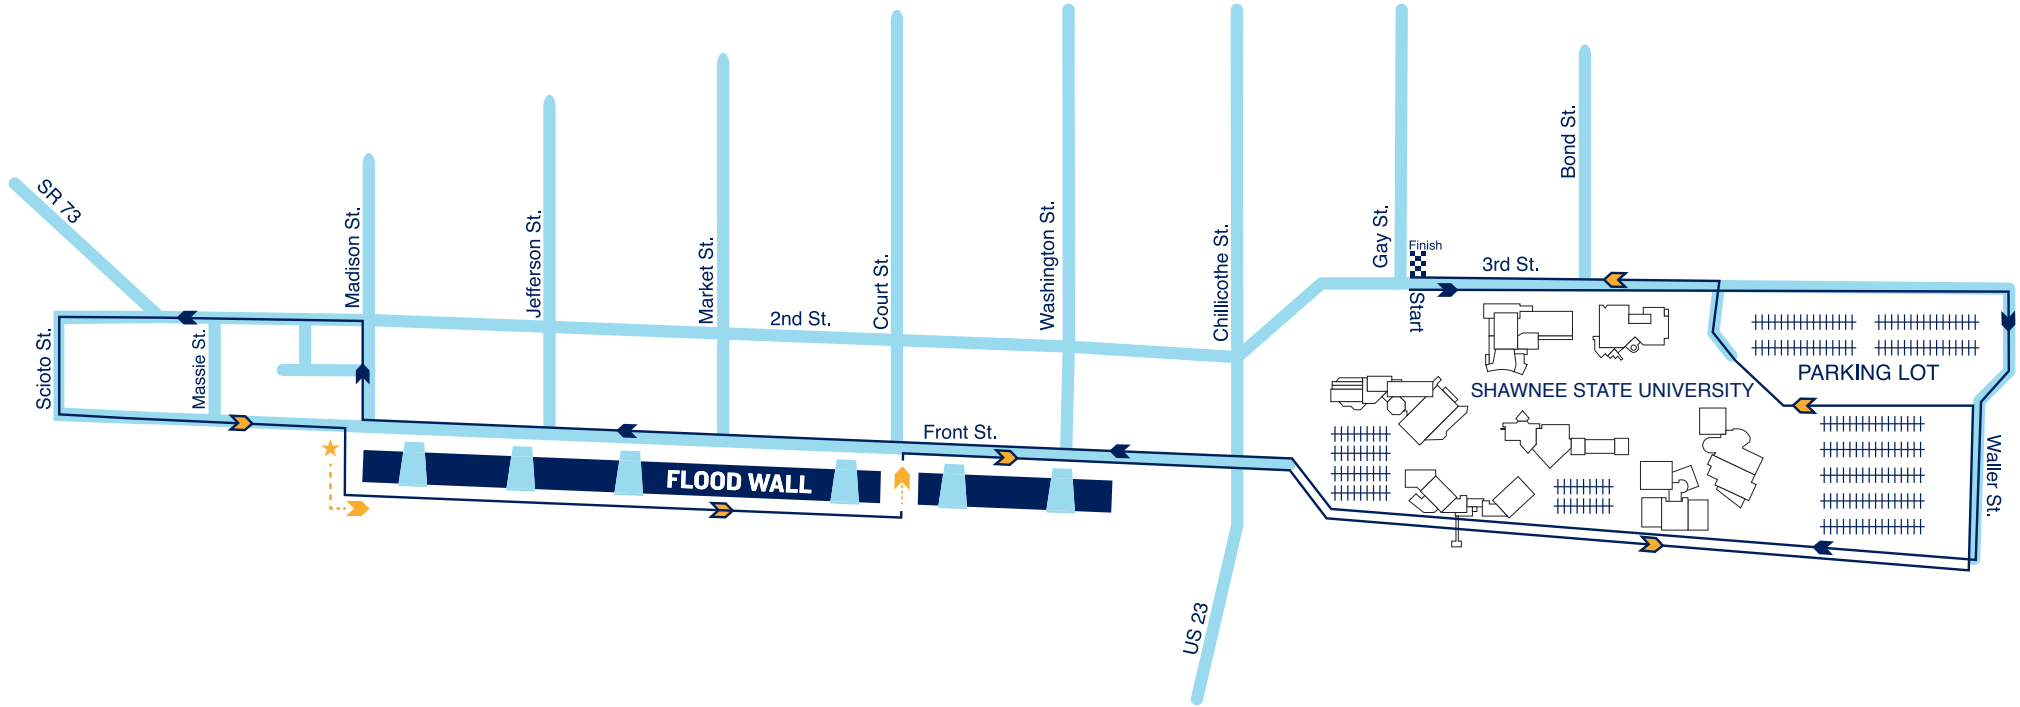 SR 73
Scioto St.
Massie St.
Madison St.
Jefferson St.
Market St.
2nd St.
Court St.
Washington St.
Chillicothe St.
Gay St.
Finish
Start
3rd St.
Bond St.
SHAWNEE STATE UNIVERSITY
PARKING LOT
Waller St.
Front St.
FLOOD WALL
US 23